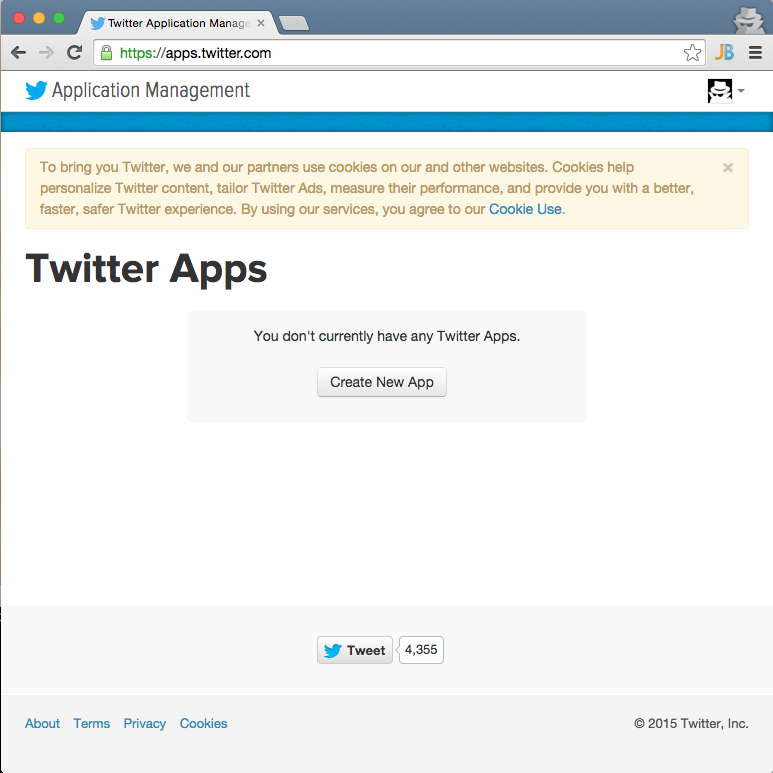 Twitter Application Manage
https://apps.twitter.com
JB
Application Management
To bring you Twitter, we and our partners use cookies on our and other websites. Cookies help
personalize Twitter content, tailor Twitter Ads, measure their performance, and provide you with a better,
faster, safer Twitter experience. By using our services, you agree to our Cookie Use.
Twitter Apps
You don't currently have any Twitter Apps.
Create New App
Tweet 4,355
About Terms Privacy Cookies © 2015 Twitter, Inc.